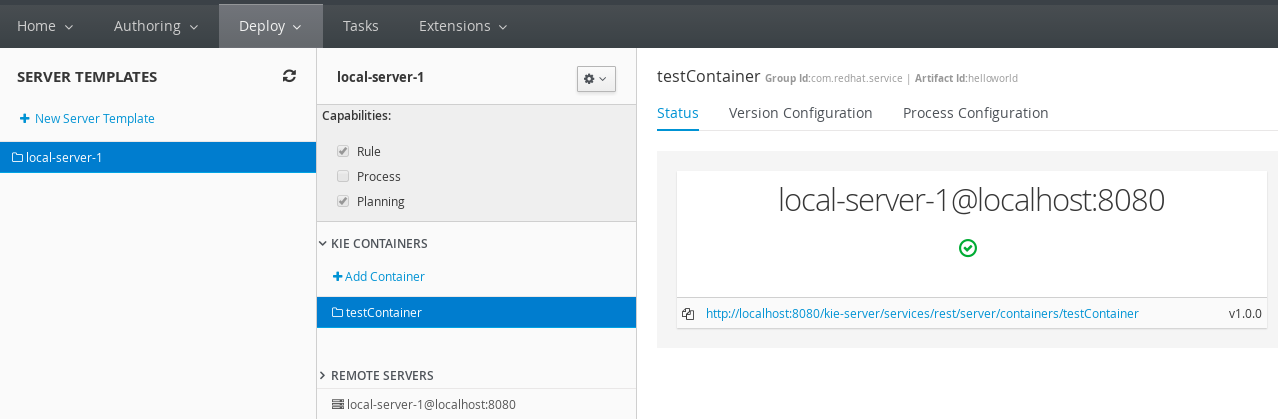 Home Authoring Deploy Tasks Extensions
SERVER TEMPLATES
New Server Template
local-server-1
local-server-1
Capabilities:
Rule
Process
Planning
KIE CONTAINERS
Add Container
testContainer
REMOTE SERVERS
local-server-1@localhost:8080
testContainer Group Id:com.redhat.service | Artifact Id:helloworld
Status Version Configuration Process Configuration
local-server-1@localhost:8080
http://localhost:8080/kie-server/services/rest/server/containers/testContainer v1.0.0